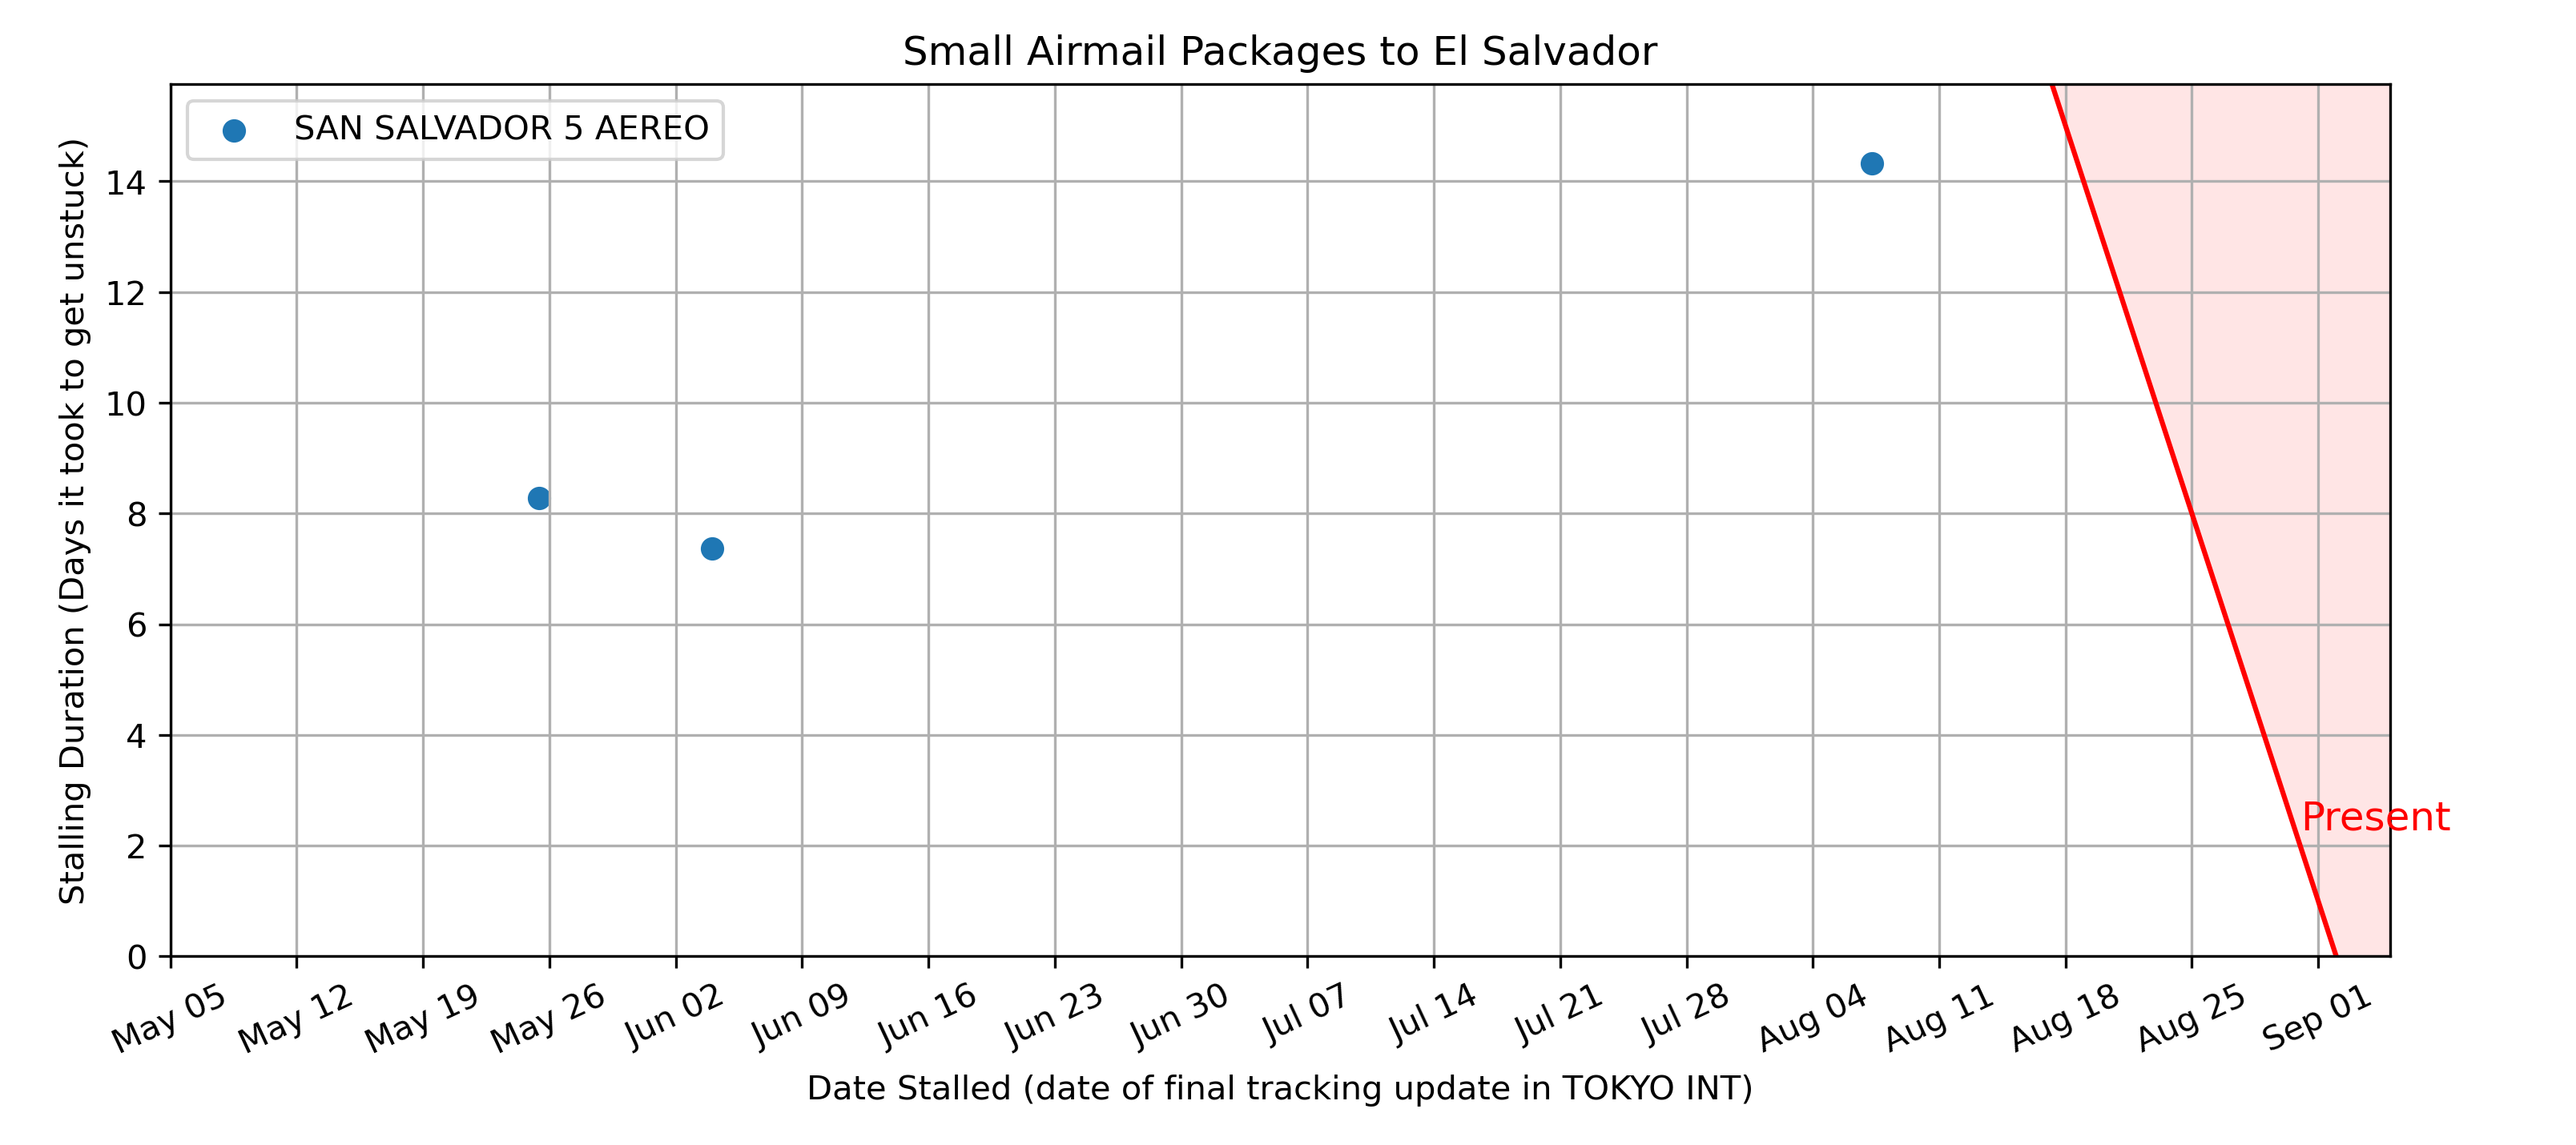 Small Airmail Packages to El Salvador
SAN SALVADOR 5 AEREO
Stalling Duration (Days it took to get unstuck)
14
12
10
8
6
4
2
0
Present
May 05
May 12
May 19
May 26
Jun 02
Jun 09
Jun 16
Jun 23
Jun 30
Jul 07
Jul 14
Jul 21
Jul 28
Aug 04
Aug 11
Aug 18
Aug 25
Sep 01
Date Stalled (date of final tracking update in TOKYO INT)